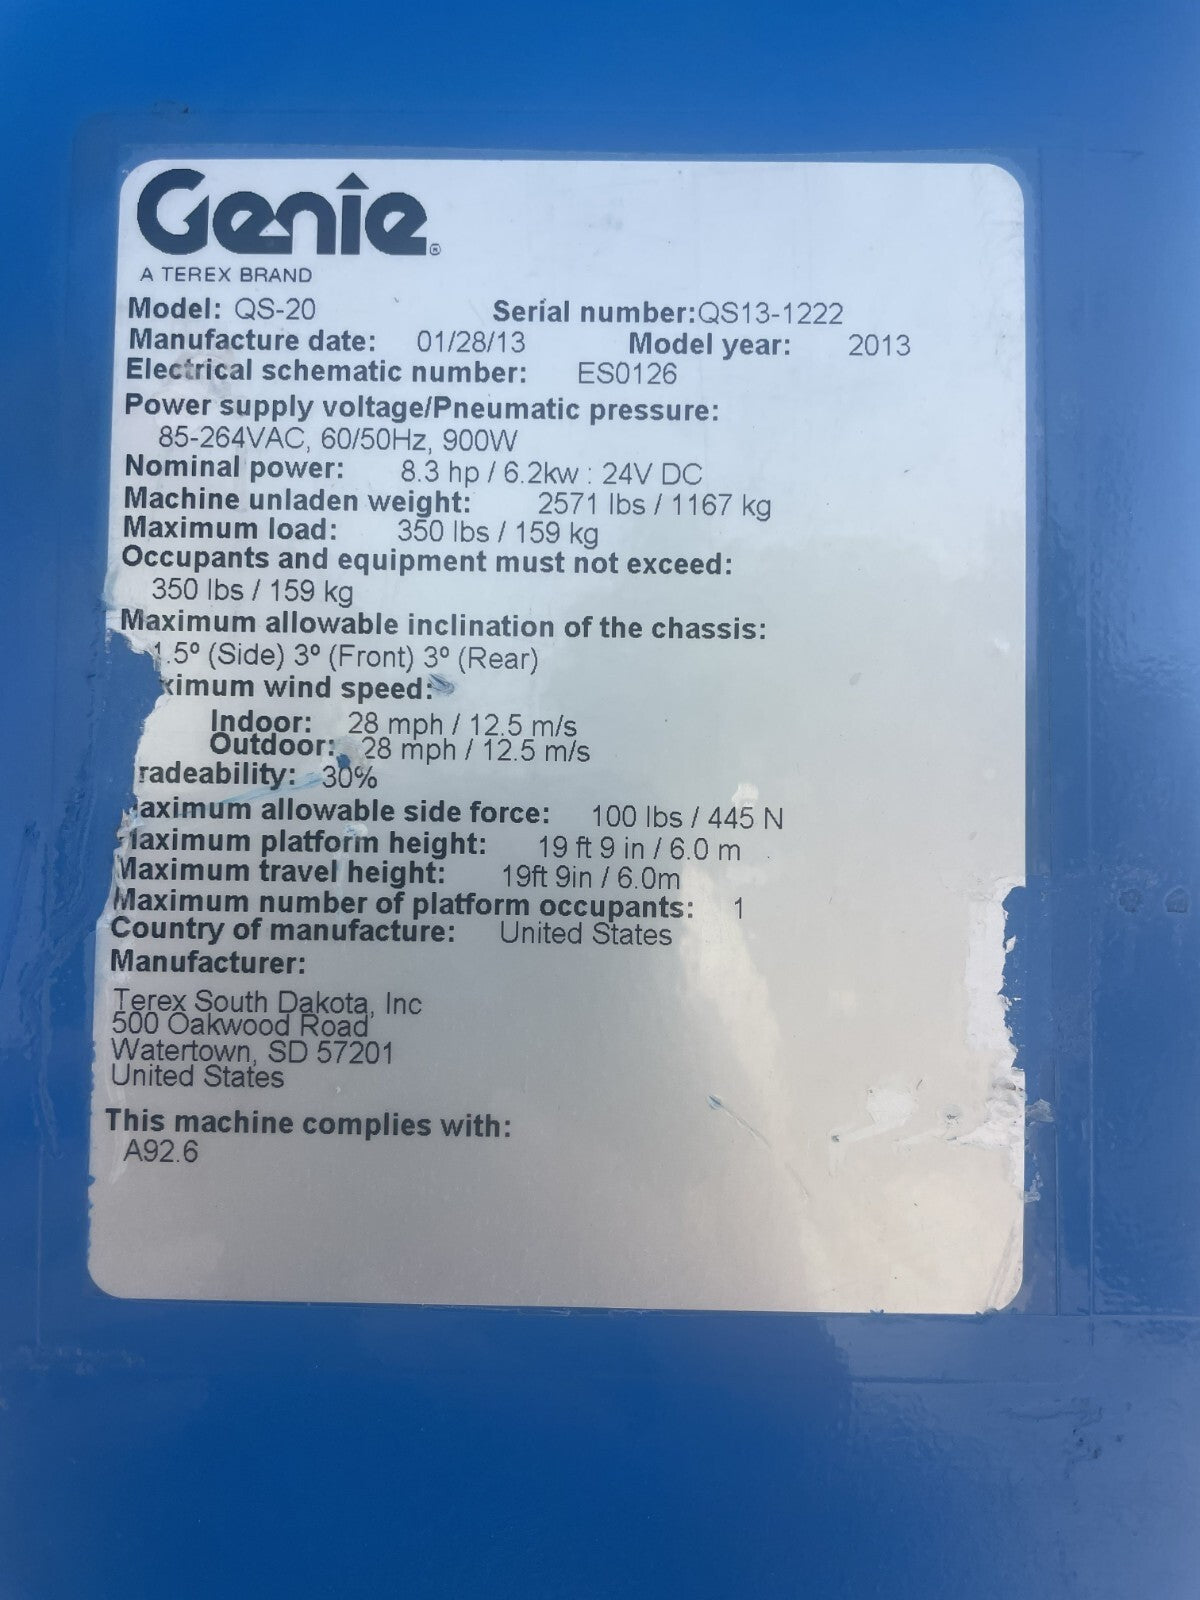 Genie®
A TEREX BRAND
Model: QS-20 Serial number:QS13-1222
Manufacture date: 01/28/13 Model year: 2013
Electrical schematic number: ES0126
Power supply voltage/Pneumatic pressure:
85-264VAC, 60/50Hz, 900W
Nominal power: 8.3 hp / 6.2kw : 24V DC
Machine unladen weight: 2571 lbs / 1167 kg
Maximum load: 350 lbs / 159 kg
Occupants and equipment must not exceed:
350 lbs / 159 kg
Maximum allowable inclination of the chassis:
1.5º (Side) 3º (Front) 3º (Rear)
ximum wind speed:
Indoor: 28 mph / 12.5 m/s
Outdoor: 28 mph / 12.5 m/s
radeability: 30%
aximum allowable side force: 100 lbs / 445 N
Maximum platform height: 19 ft 9 in / 6.0 m
Maximum travel height: 19ft 9in / 6.0m
Maximum number of platform occupants: 1
Country of manufacture: United States
Manufacturer:
Terex South Dakota, Inc
500 Oakwood Road
Watertown, SD 57201
United States
This machine complies with:
A92.6